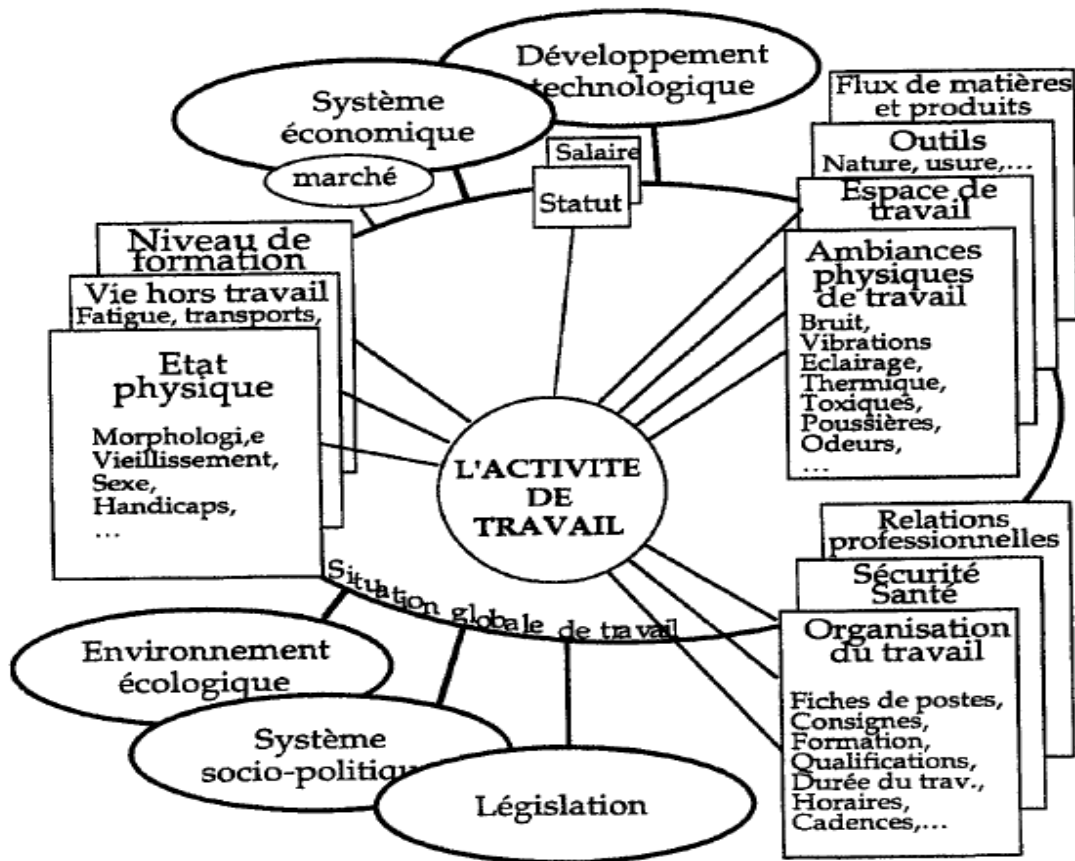 Développement
technologique
Système
économique
marché
Salaire
Statut
Flux de matières
et produits
Outils
Nature, usure,...
Espace de
travail
Ambiances
physiques
de travail
Bruit,
Vibrations
Eclairage,
Thermique,
Toxiques,
Poussières,
Odeurs,
...
Niveau de
formation
Vie hors travail
Fatigue, transports,
Etat
physique
Morphologi,e
Vieillissement,
Sexe,
Handicaps,
...
L'ACTIVITE
DE
TRAVAIL
Situation globale de travail
Relations
professionnelles
Sécurité
Santé
Organisation
du travail
Fiches de postes,
Consignes,
Formation,
Qualifications,
Durée du trav.,
Horaires,
Cadences,...
Environnement
écologique
Système
socio-politiqu
Législation